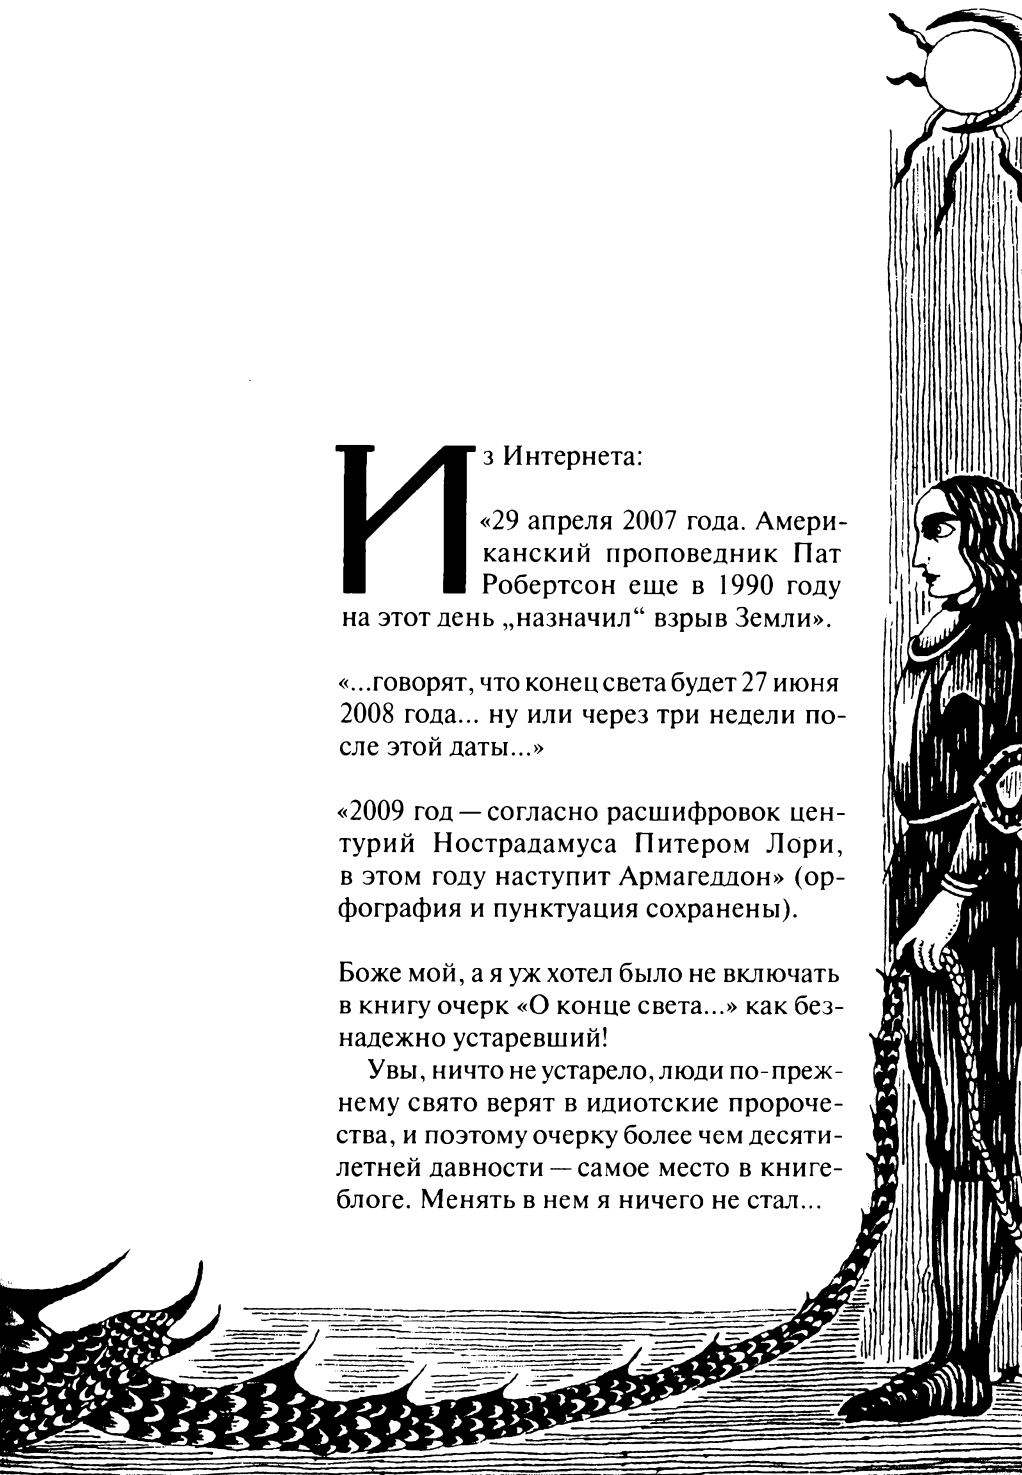 Из Интернета:
«29 апреля 2007 года. Амери-
канский проповедник Пат
Робертсон еще в 1990 году
на этот день „назначил“ взрыв Земли».
«...говорят, что конец света будет 27 июня
2008 года... ну или через три недели по-
сле этой даты...»
«2009 год — согласно расшифровок цен-
турий Нострадамуса Питером Лори,
в этом году наступит Армагеддон» (ор-
фография и пунктуация сохранены).
Боже мой, а я уж хотел было не включать
в книгу очерк «О конце света...» как без-
надежно устаревший!
Увы, ничто не устарело, люди по-преж-
нему свято верят в идиотские пророче-
ства, и поэтому очерку более чем десяти-
летней давности — самое место в книге-
блоге. Менять в нем я ничего не стал...